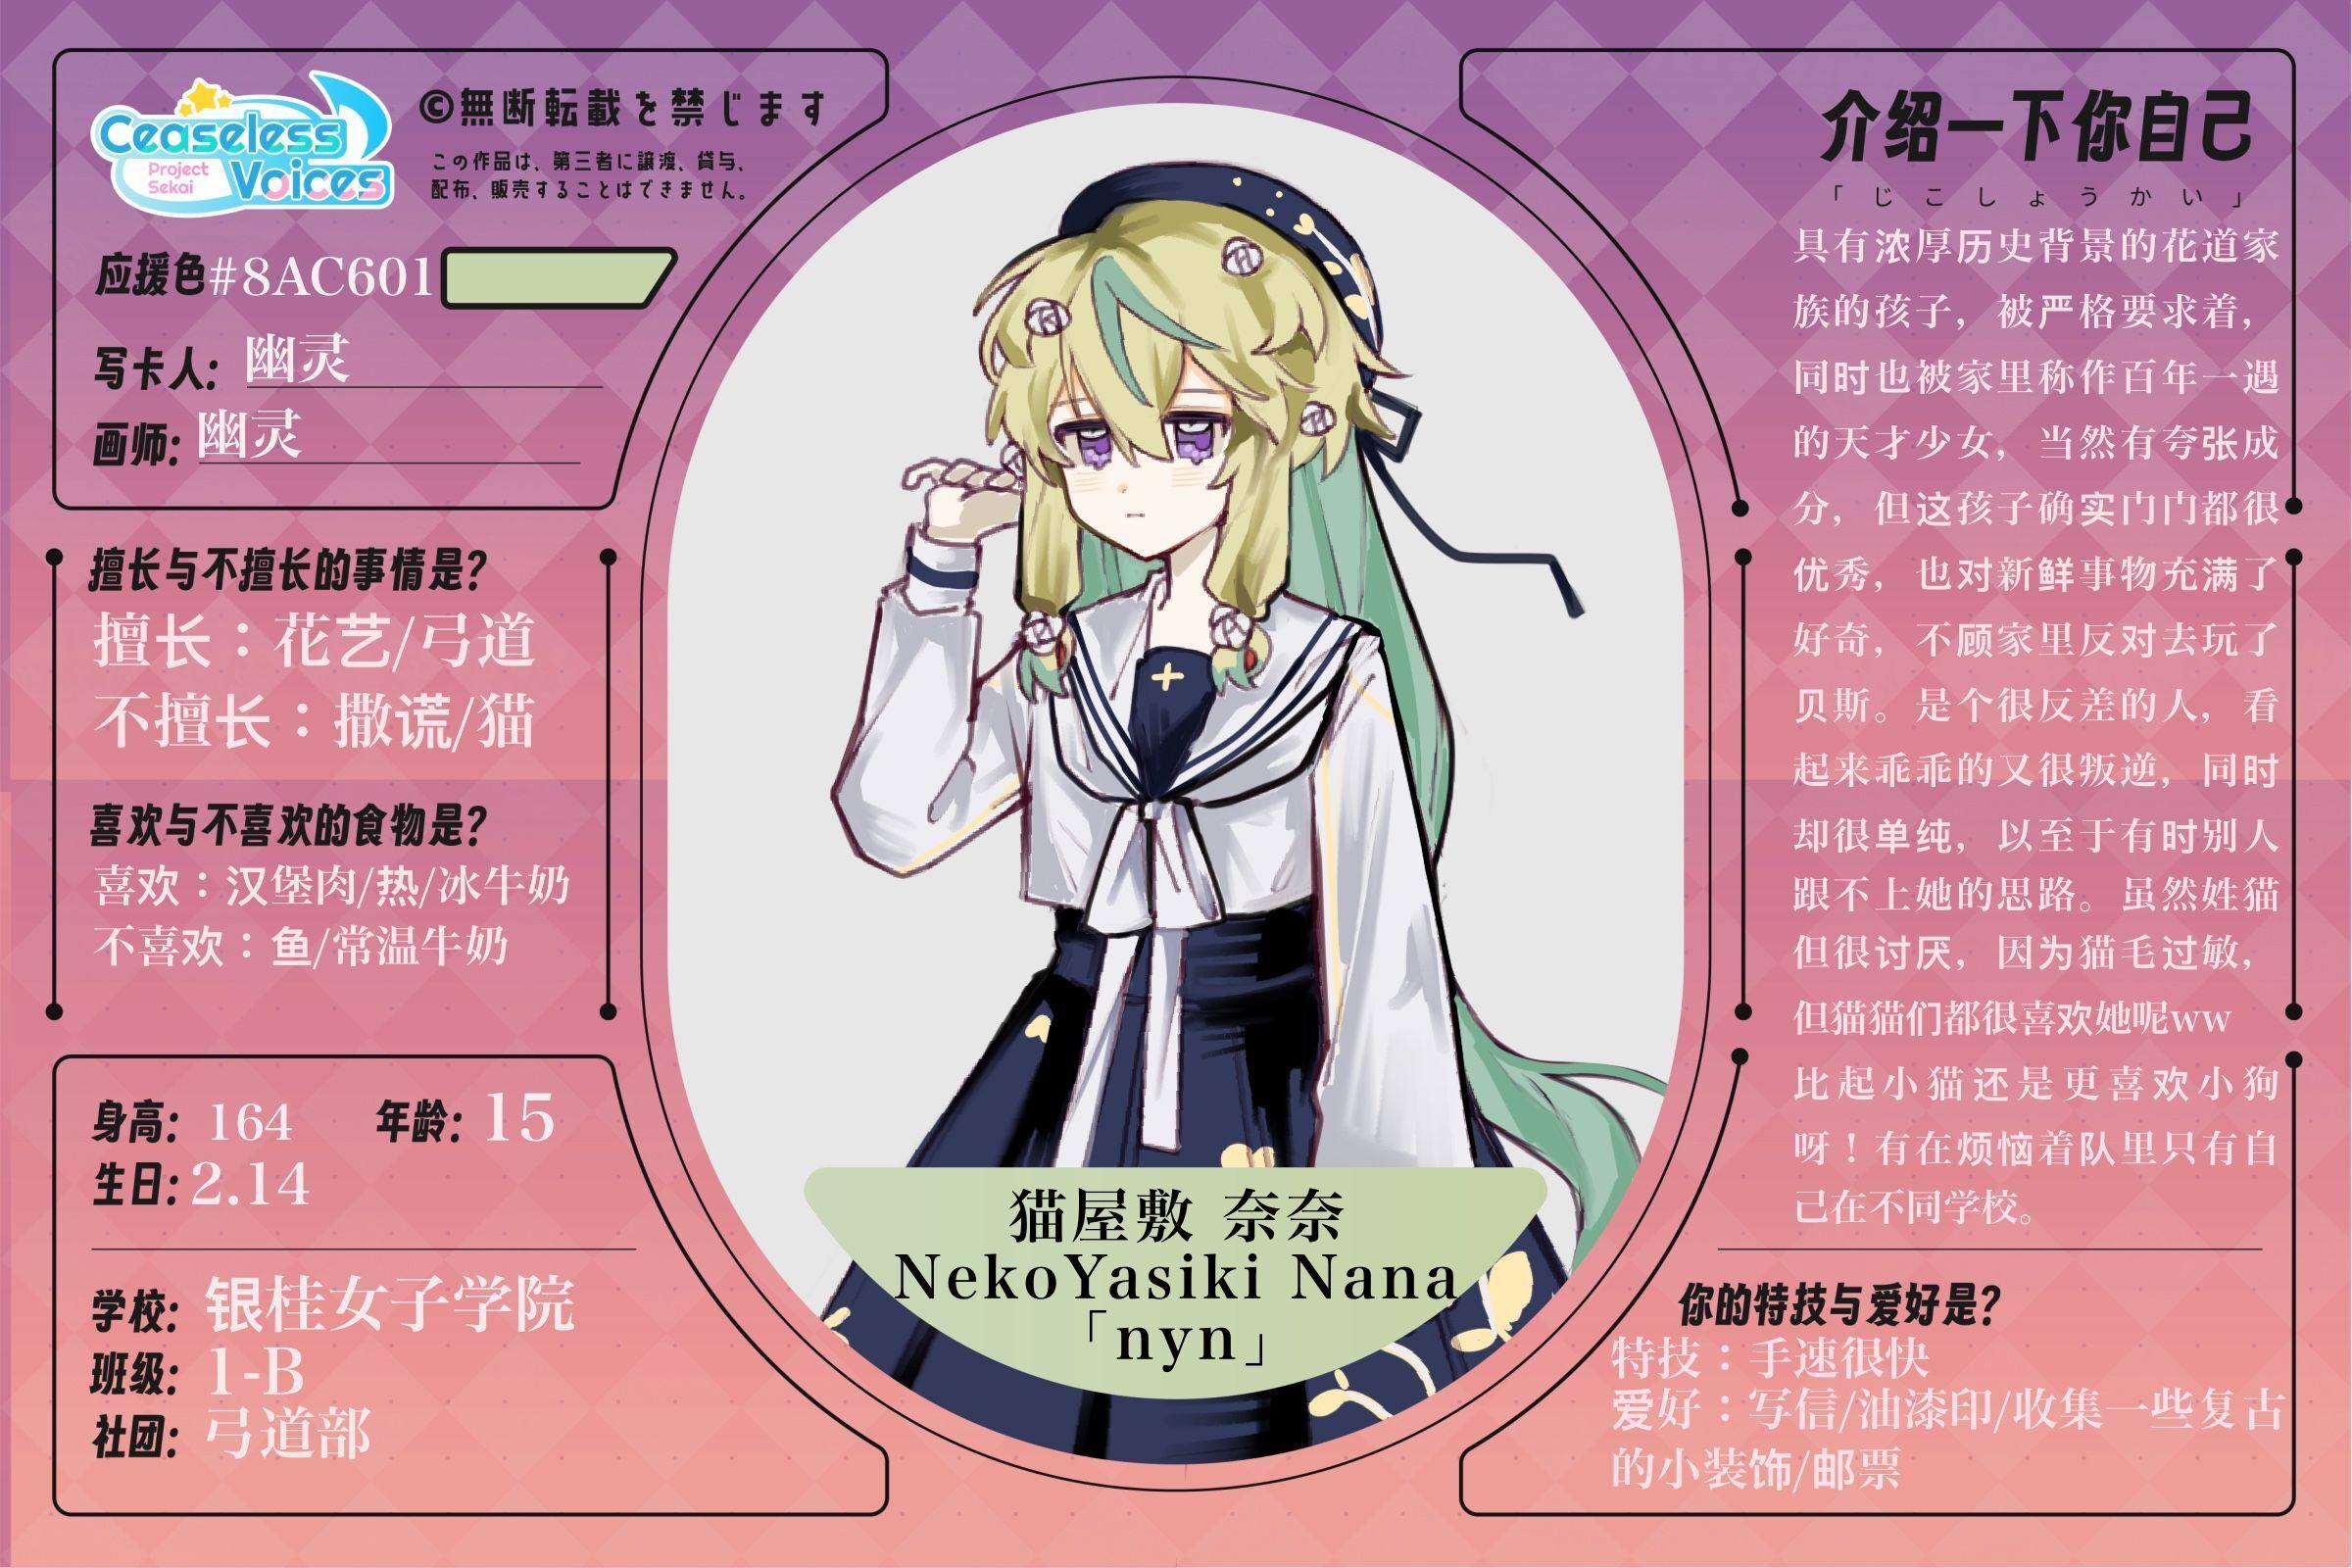 Ceaseless
Project
Sekai
Voices
©無断転載を禁じます
この作品は、第三者に譲渡、貸与、
配布、販売することはできません。
应援色#8AC601
写卡人: 幽灵
画师: 幽灵
擅长与不擅长的事情是?
擅长：花艺/弓道
不擅长：撒谎/猫
喜欢与不喜欢的食物是?
喜欢：汉堡肉/热/冰牛奶
不喜欢：鱼/常温牛奶
身高: 164 年龄: 15
生日: 2.14
学校: 银桂女子学院
班级: 1-B
社团: 弓道部
猫屋敷 奈奈
NekoYasiki Nana
「nyn」
介绍一下你自己
「じこしょうかい」
具有浓厚历史背景的花道家
族的孩子，被严格要求着，
同时也被家里称作百年一遇
的天才少女，当然有夸张成
分，但这孩子确实门门都很
优秀，也对新鲜事物充满了
好奇，不顾家里反对去玩了
贝斯。是个很反差的人，看
起来乖乖的又很叛逆，同时
却很单纯，以至于有时别人
跟不上她的思路。虽然姓猫
但很讨厌，因为猫毛过敏，
但猫猫们都很喜欢她呢ww
比起小猫还是更喜欢小狗
呀！有在烦恼着队里只有自
己在不同学校。
你的特技与爱好是?
特技：手速很快
爱好：写信/油漆印/收集一些复古
的小装饰/邮票